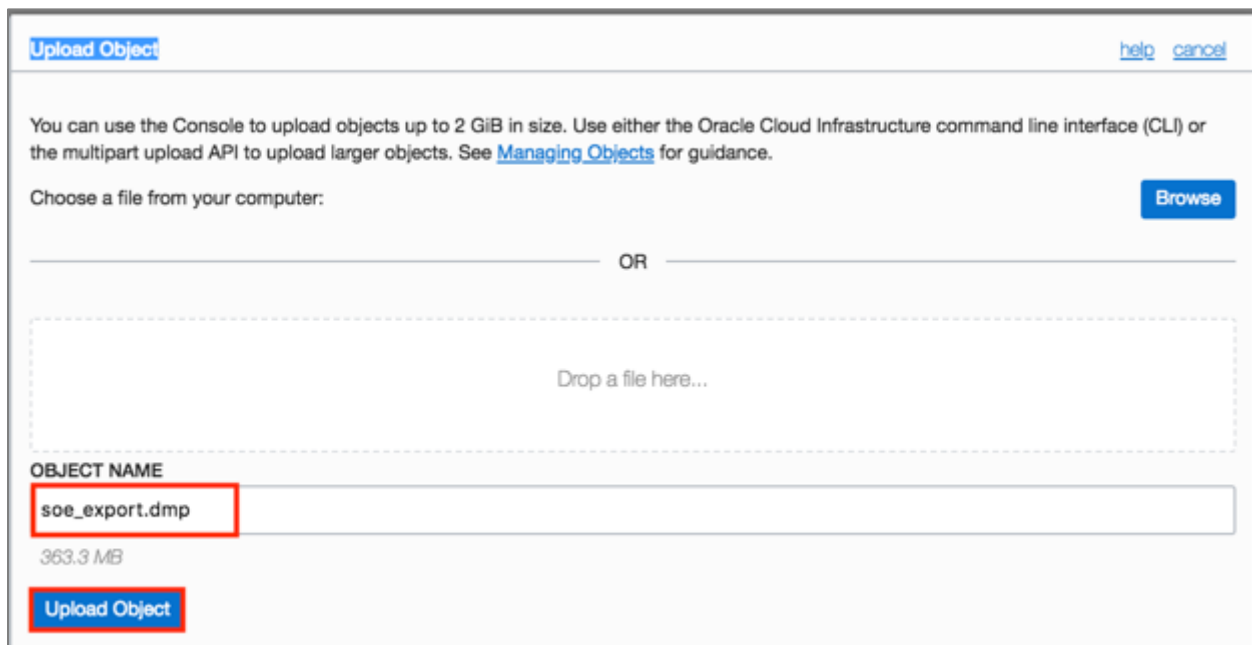 Upload Object help cancel
You can use the Console to upload objects up to 2 GiB in size. Use either the Oracle Cloud Infrastructure command line interface (CLI) or
the multipart upload API to upload larger objects. See Managing Objects for guidance.
Choose a file from your computer: Browse
OR
Drop a file here...
OBJECT NAME
soe_export.dmp
363.3 MB
Upload Object